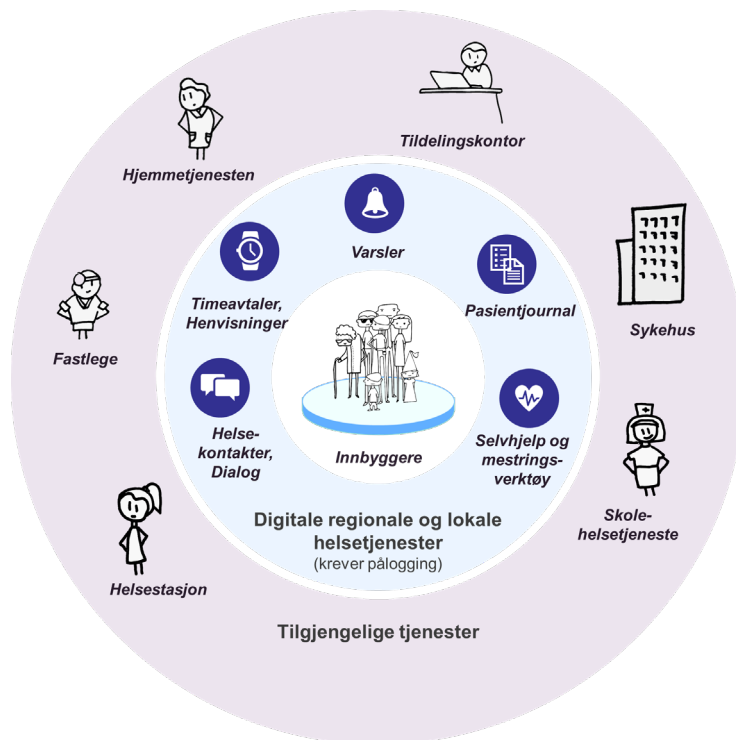 Tildelingskontor
Hjemmetjenesten
Varsler
Timeavtaler,
Henvisninger
Pasientjournal
Sykehus
Fastlege
Helse-
kontakter,
Dialog
Innbyggere
Selvhjelp og
mestrings-
verktøy
Skole-
helsetjeneste
Digitale regionale og lokale
helsetjenester
(krever pålogging)
Helsestasjon
Tilgjengelige tjenester